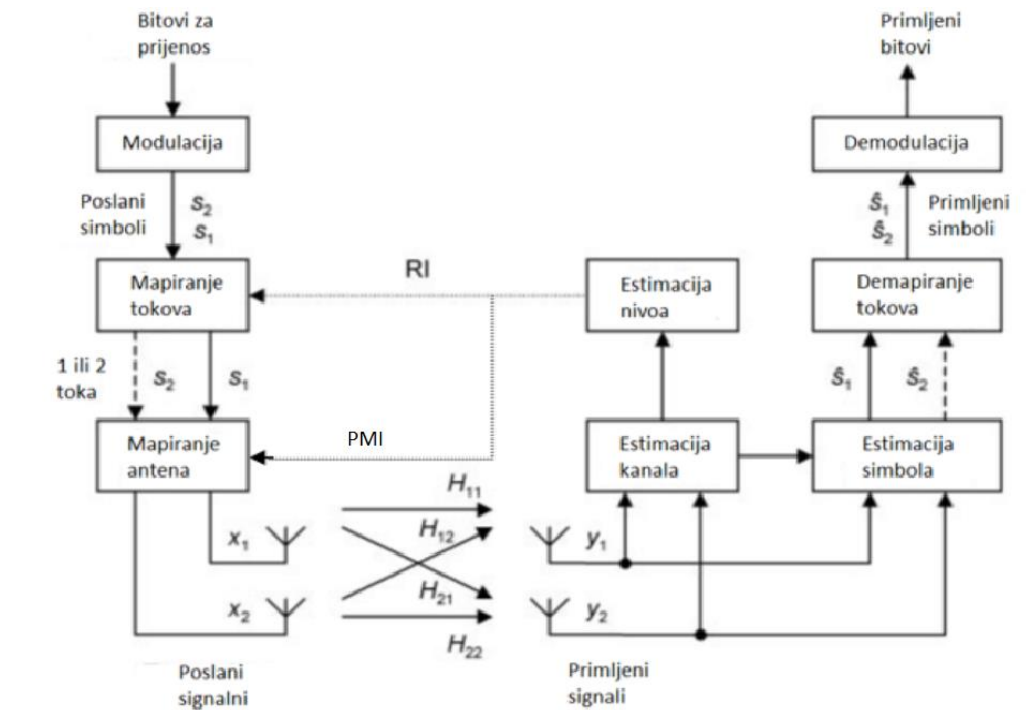 Bitovi za
prijenos
Primljeni
bitovi
Modulacija
Demodulacija
Poslani
simboli
S₂
S₁
Ŝ₁
Ŝ₂
Primljeni
simboli
RI
Mapiranje
tokova
Estimacija
nivoa
Demapiranje
tokova
1 ili 2
toka
S₂
S₁
Ŝ₁
Ŝ₂
PMI
Mapiranje
antena
Estimacija
kanala
Estimacija
simbola
H₁₁
H₁₂
H₂₁
H₂₂
x₁
x₂
y₁
y₂
Poslani
signalni
Primljeni
signali